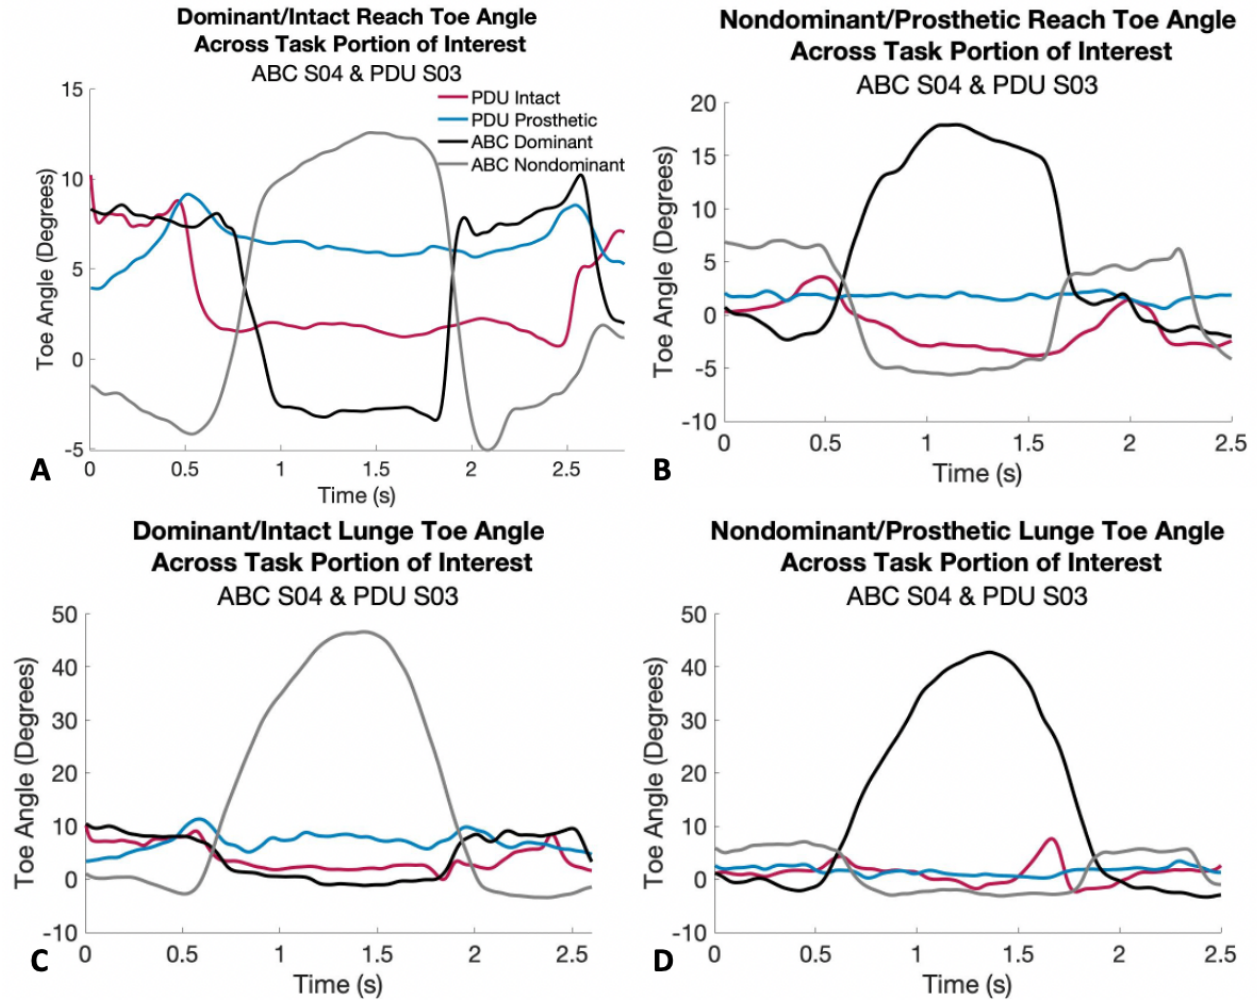 Dominant/Intact Reach Toe Angle
Across Task Portion of Interest
ABC S04 & PDU S03
PDU Intact
PDU Prosthetic
ABC Dominant
ABC Nondominant
Toe Angle (Degrees)
15
10
5
0
-5
0 0.5 1 1.5 2 2.5
Time (s)
A
Nondominant/Prosthetic Reach Toe Angle
Across Task Portion of Interest
ABC S04 & PDU S03
Toe Angle (Degrees)
20
15
10
5
0
-5
-10
0 0.5 1 1.5 2 2.5
Time (s)
B
Dominant/Intact Lunge Toe Angle
Across Task Portion of Interest
ABC S04 & PDU S03
Toe Angle (Degrees)
50
40
30
20
10
0
-10
0 0.5 1 1.5 2 2.5
Time (s)
C
Nondominant/Prosthetic Lunge Toe Angle
Across Task Portion of Interest
ABC S04 & PDU S03
Toe Angle (Degrees)
50
40
30
20
10
0
-10
0 0.5 1 1.5 2 2.5
Time (s)
D